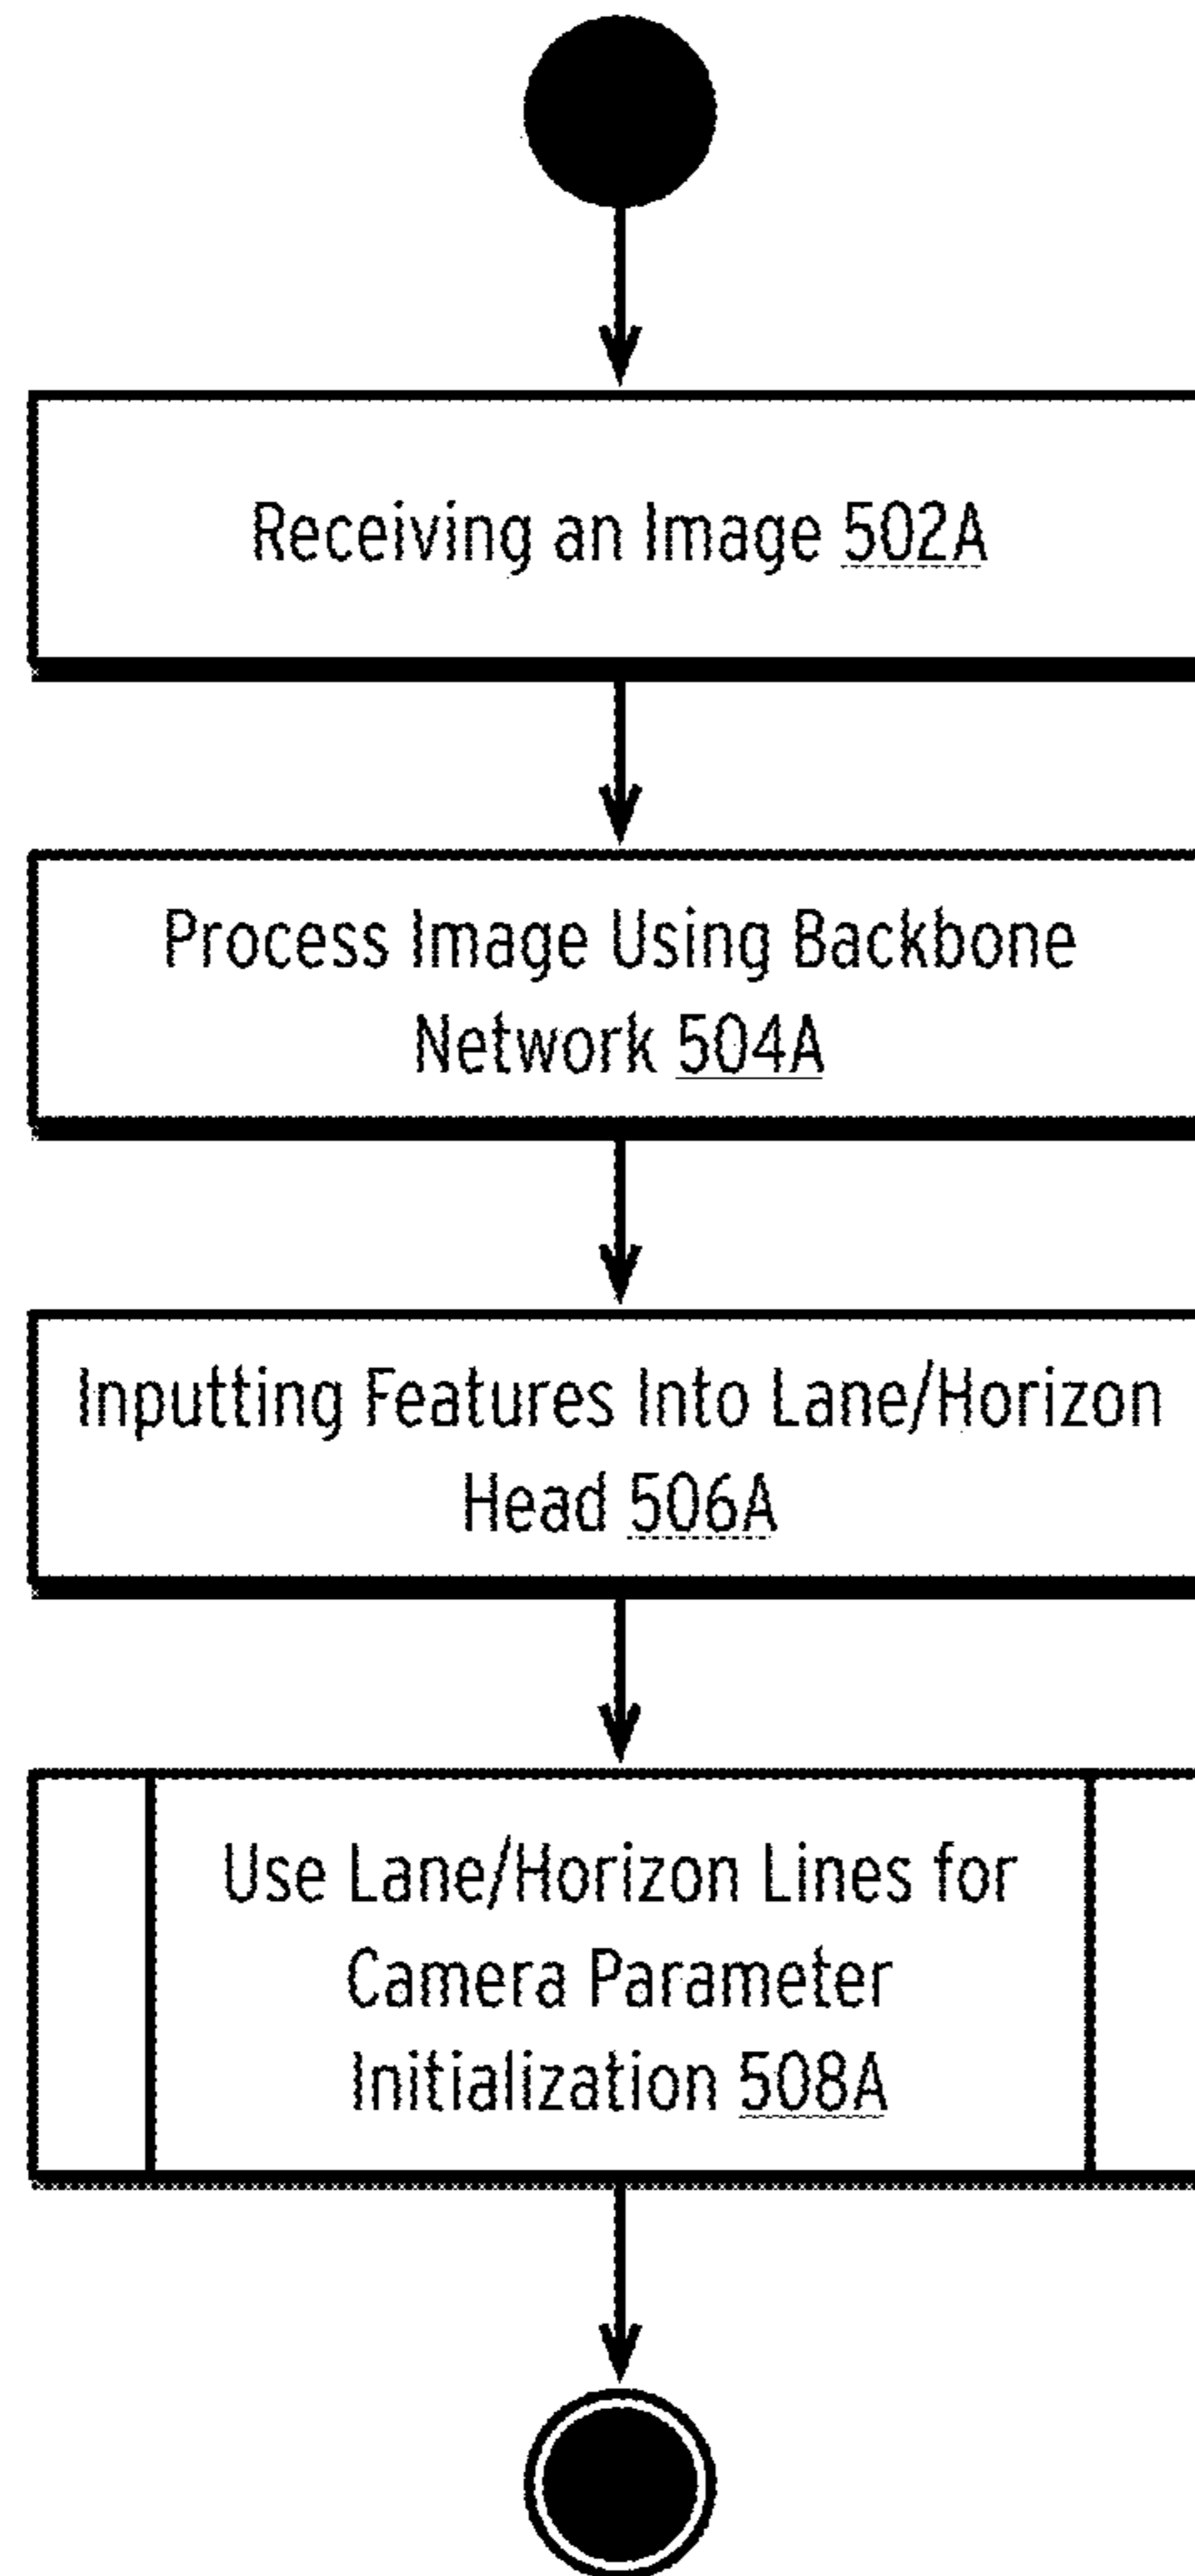 Receiving an Image 502A
Process Image Using Backbone
Network 504A
Inputting Features Into Lane/Horizon
Head 506A
Use Lane/Horizon Lines for
Camera Parameter
Initialization 508A